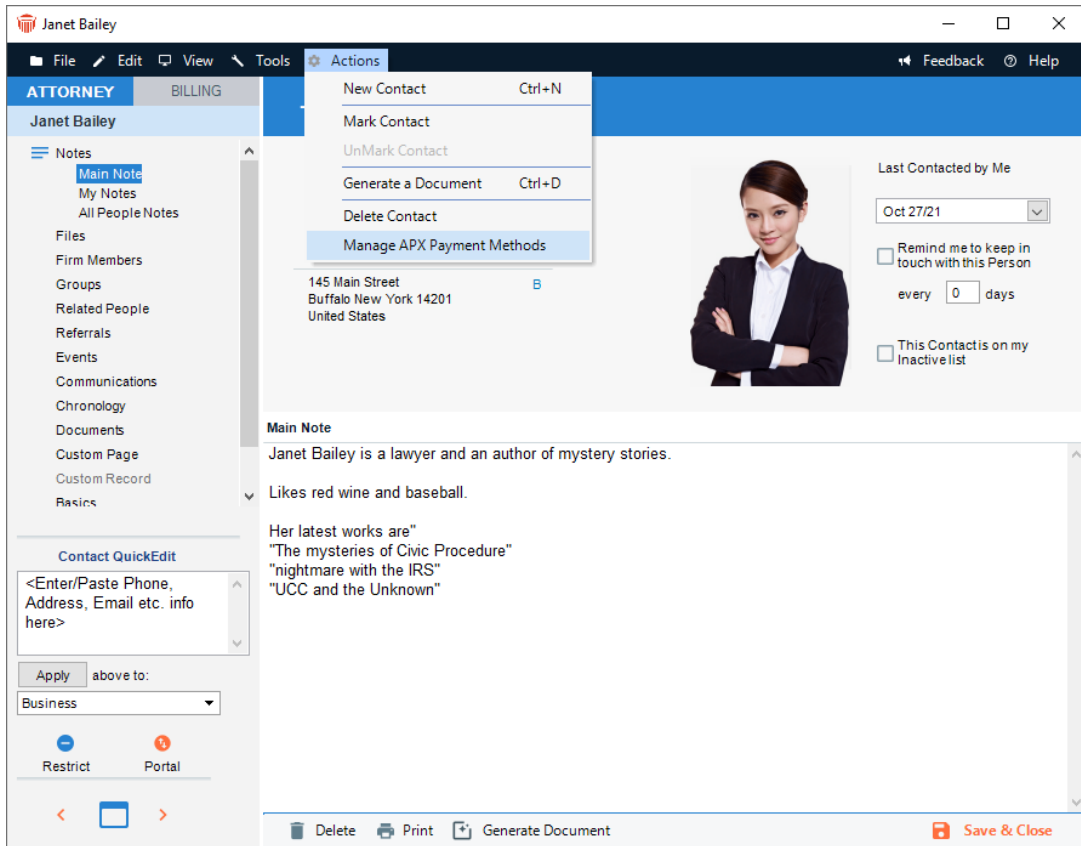 Janet Bailey
File Edit View Tools Actions Feedback Help
ATTORNEY BILLING
Janet Bailey
Notes
Main Note
My Notes
All People Notes
Files
Firm Members
Groups
Related People
Referrals
Events
Communications
Chronology
Documents
Custom Page
Custom Record
Basics
Contact QuickEdit
<Enter/Paste Phone,
Address, Email etc. info
here>
Apply above to:
Business
Restrict Portal
New Contact Ctrl+N
Mark Contact
UnMark Contact
Generate a Document Ctrl+D
Delete Contact
Manage APX Payment Methods
145 Main Street B
Buffalo New York 14201
United States
Last Contacted by Me
Oct 27/21
Remind me to keep in
touch with this Person
every 0 days
This Contact is on my
Inactive list
Main Note
Janet Bailey is a lawyer and an author of mystery stories.
Likes red wine and baseball.
Her latest works are"
"The mysteries of Civic Procedure"
"nightmare with the IRS"
"UCC and the Unknown"
Delete Print Generate Document Save & Close